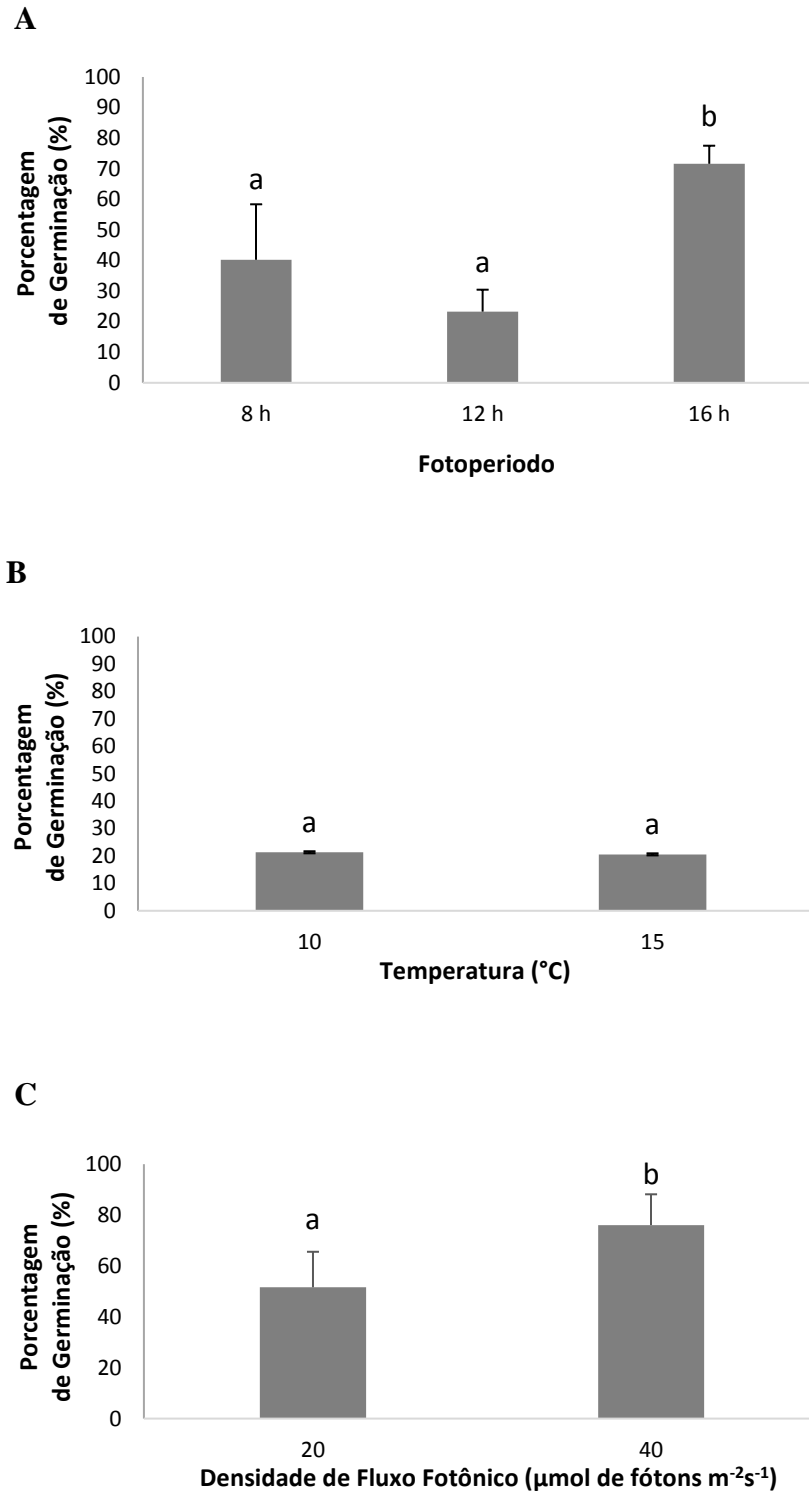 A
Porcentagem
de Germinação (%)
100
90
80
70
60
50
40
30
20
10
0
a
a
b
8 h
12 h
16 h
Fotoperiodo
B
Porcentagem
de Germinação (%)
100
90
80
70
60
50
40
30
20
10
0
a
a
10
15
Temperatura (°C)
C
Porcentagem
de Germinação (%)
100
80
60
40
20
0
a
b
20
40
Densidade de Fluxo Fotônico (µmol de fótons m⁻²s⁻¹)